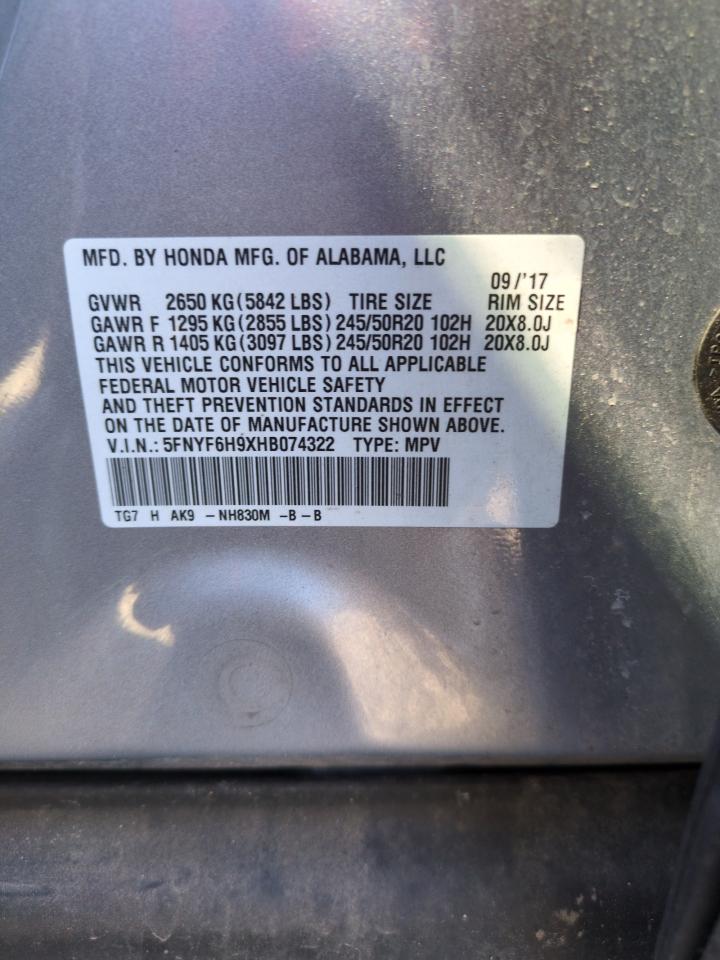 MFD. BY HONDA MFG. OF ALABAMA, LLC
09/'17
GVWR 2650 KG(5842 LBS) TIRE SIZE RIM SIZE
GAWR F 1295 KG(2855 LBS) 245/50R20 102H 20X8.0J
GAWR R 1405 KG(3097 LBS) 245/50R20 102H 20X8.0J
THIS VEHICLE CONFORMS TO ALL APPLICABLE
FEDERAL MOTOR VEHICLE SAFETY
AND THEFT PREVENTION STANDARDS IN EFFECT
ON THE DATE OF MANUFACTURE SHOWN ABOVE.
V.I.N.: 5FNYF6H9XHB074322 TYPE: MPV
TG7 H AK9 -NH830M -B-B